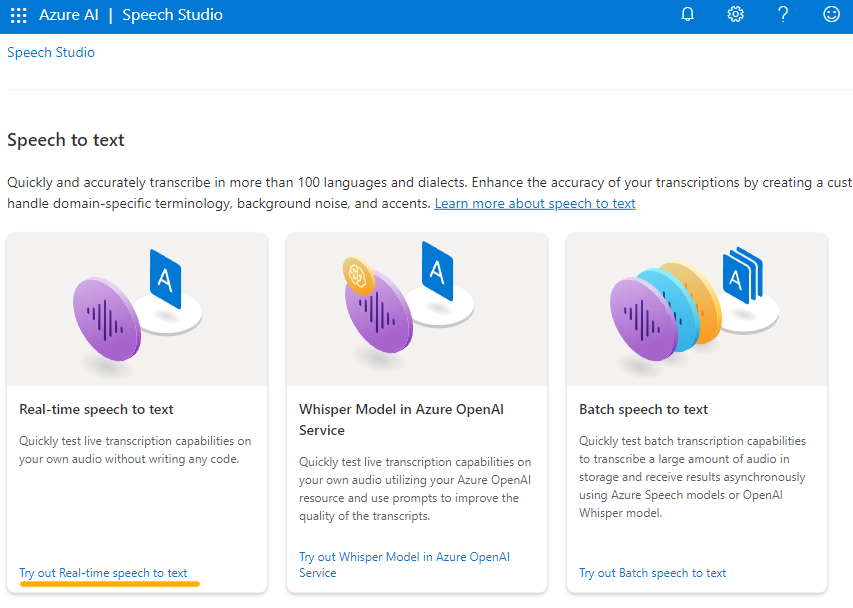 Azure AI | Speech Studio
Speech Studio
Speech to text
Quickly and accurately transcribe in more than 100 languages and dialects. Enhance the accuracy of your transcriptions by creating a cust
handle domain-specific terminology, background noise, and accents. Learn more about speech to text
A
A
A
Real-time speech to text
Quickly test live transcription capabilities on
your own audio without writing any code.
Try out Real-time speech to text
Whisper Model in Azure OpenAI
Service
Quickly test live transcription capabilities on
your own audio utilizing your Azure OpenAI
resource and use prompts to improve the
quality of the transcripts.
Try out Whisper Model in Azure OpenAI
Service
Batch speech to text
Quickly test batch transcription capabilities
to transcribe a large amount of audio in
storage and receive results asynchronously
using Azure Speech models or OpenAI
Whisper model.
Try out Batch speech to text